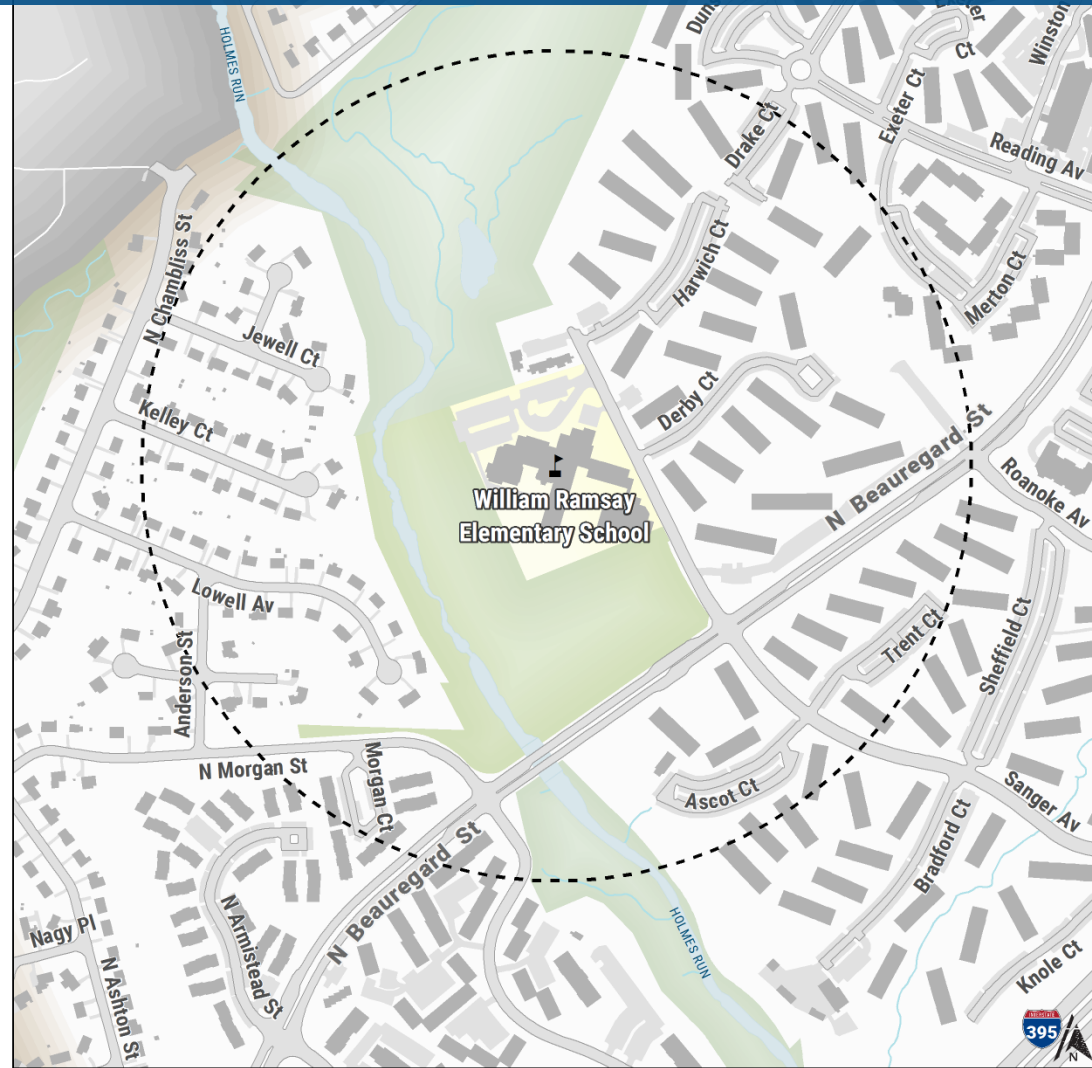 Exeter
Ct
Winston
HOLMES RUN
Exeter Ct
Drake Ct
Reading Av
N Chambliss St
Harwich Ct
Merton Ct
Jewell Ct
Derby Ct
Kelley Ct
N Beauregard St
Roanoke Av
William Ramsay
Elementary School
Lowell Av
Trent Ct
Sheffield Ct
Anderson St
N Morgan St
Morgan Ct
Ascot Ct
Sanger Av
N Beauregard St
Bradford Ct
N Armistead St
HOLMES RUN
Nagy Pl
N Ashton St
Knole Ct
INTERSTATE
395
N